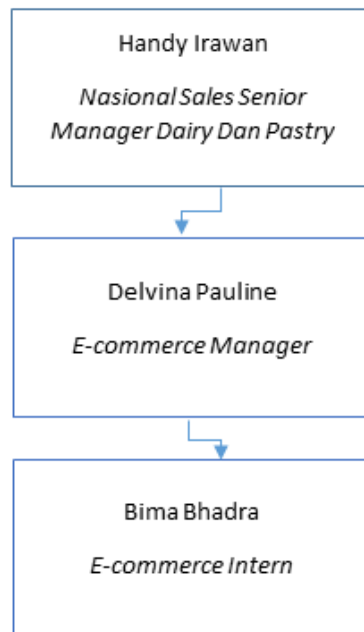 Handy Irawan
Nasional Sales Senior
Manager Dairy Dan Pastry
Delvina Pauline
E-commerce Manager
Bima Bhadra
E-commerce Intern